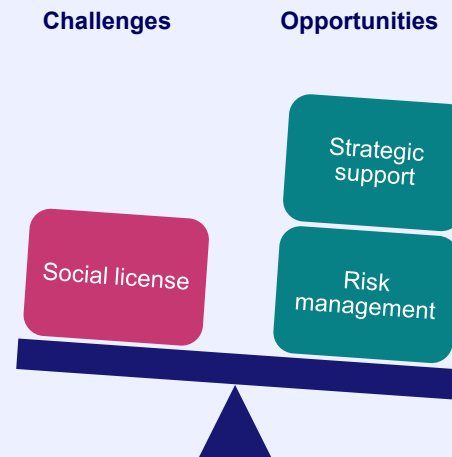 Challenges
Opportunities
Strategic
support
Social license
Risk
management